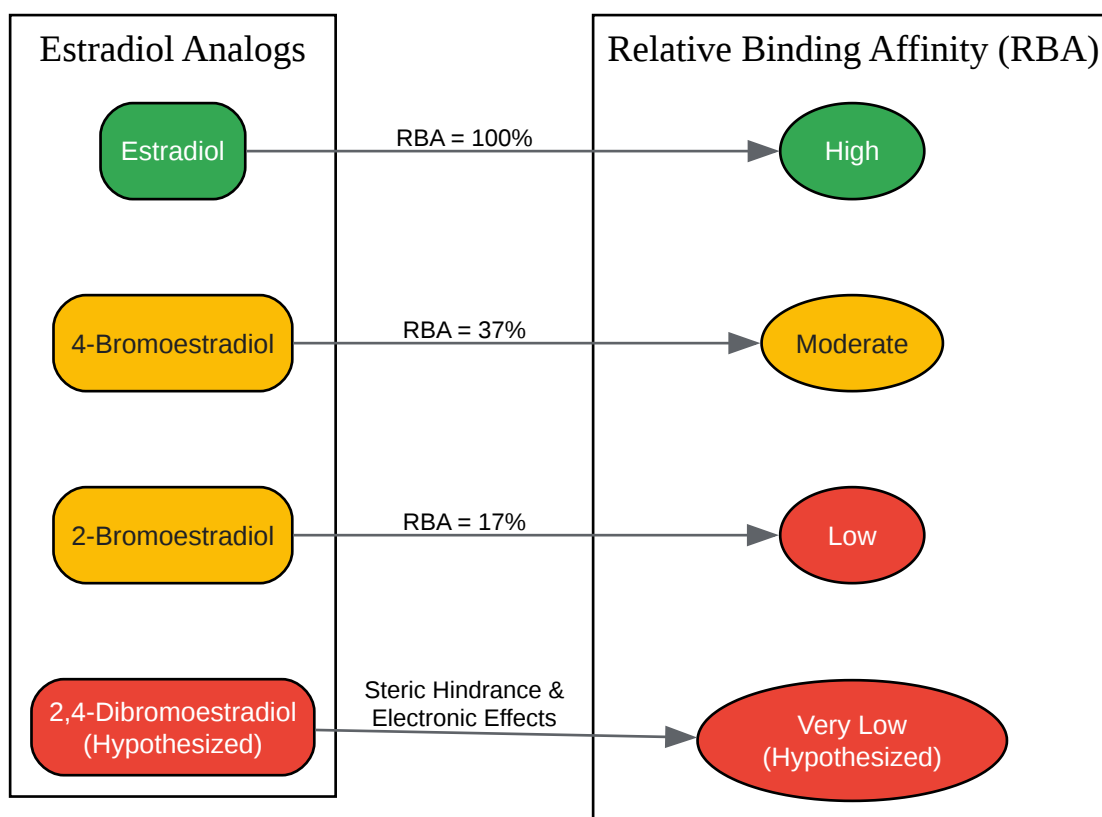 Estradiol Analogs
Relative Binding Affinity (RBA)
Estradiol
RBA = 100%
High
4-Bromoestradiol
RBA = 37%
Moderate
2-Bromoestradiol
RBA = 17%
Low
2,4-Dibromoestradiol
(Hypothesized)
Steric Hindrance &
Electronic Effects
Very Low
(Hypothesized)